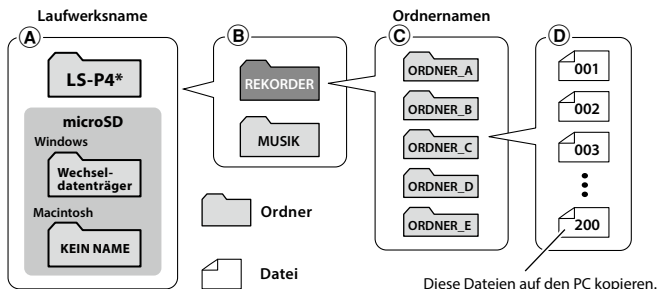 Laufwerksname
Ordnernamen
A
LS-P4*
microSD
Windows
Wechsel-
datenträger
Macintosh
KEIN NAME
B
REKORDER
MUSIK
Ordner
Datei
C
ORDNER_A
ORDNER_B
ORDNER_C
ORDNER_D
ORDNER_E
D
001
002
003
200
Diese Dateien auf den PC kopieren.